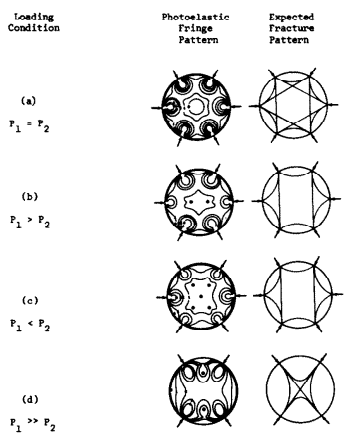 Loading Photoelastic Expected
Condition Fringe Fracture
Pattern Pattern
(a)
P1 = P2
(b)
P1 > P2
(c)
P1 < P2
(d)
P1 >> P2